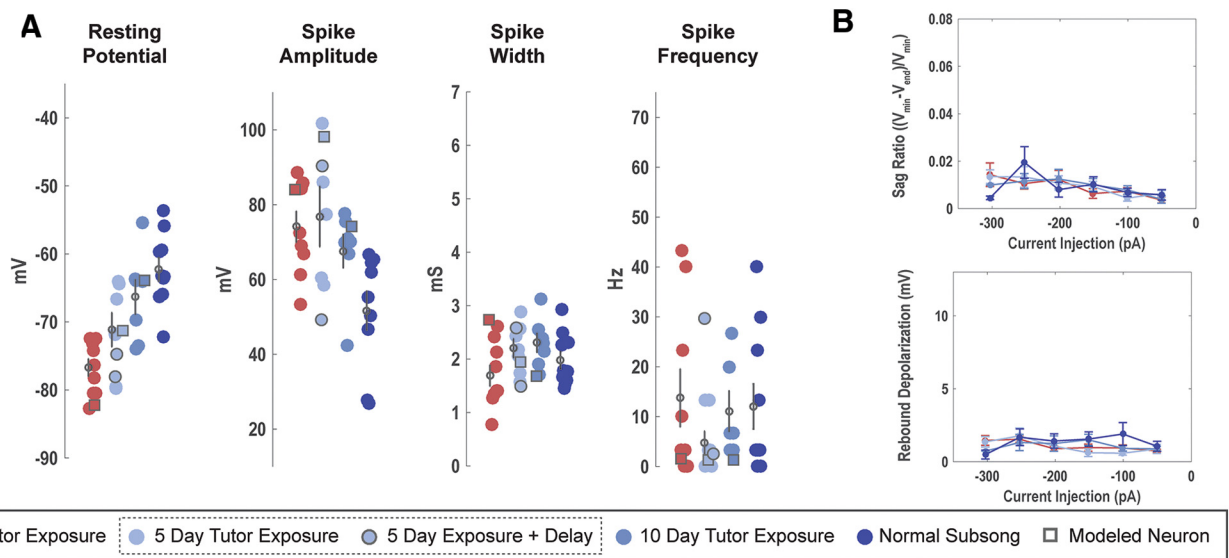 A
Resting
Potential
Spike
Amplitude
Spike
Width
Spike
Frequency
mV
-40
-50
-60
-70
-80
-90
mV
100
80
60
40
20
mS
7
6
5
4
3
2
1
0
Hz
70
60
50
40
30
20
10
0
B
Sag Ratio ((Vmin-Vend)/Vmin)
0.08
0.06
0.04
0.02
0
-300 -200 -100 0
Current Injection (pA)
Rebound Depolarization (mV)
10
5
0
-300 -200 -100 0
Current Injection (pA)
tor Exposure 5 Day Tutor Exposure 5 Day Exposure + Delay 10 Day Tutor Exposure Normal Subsong Modeled Neuron